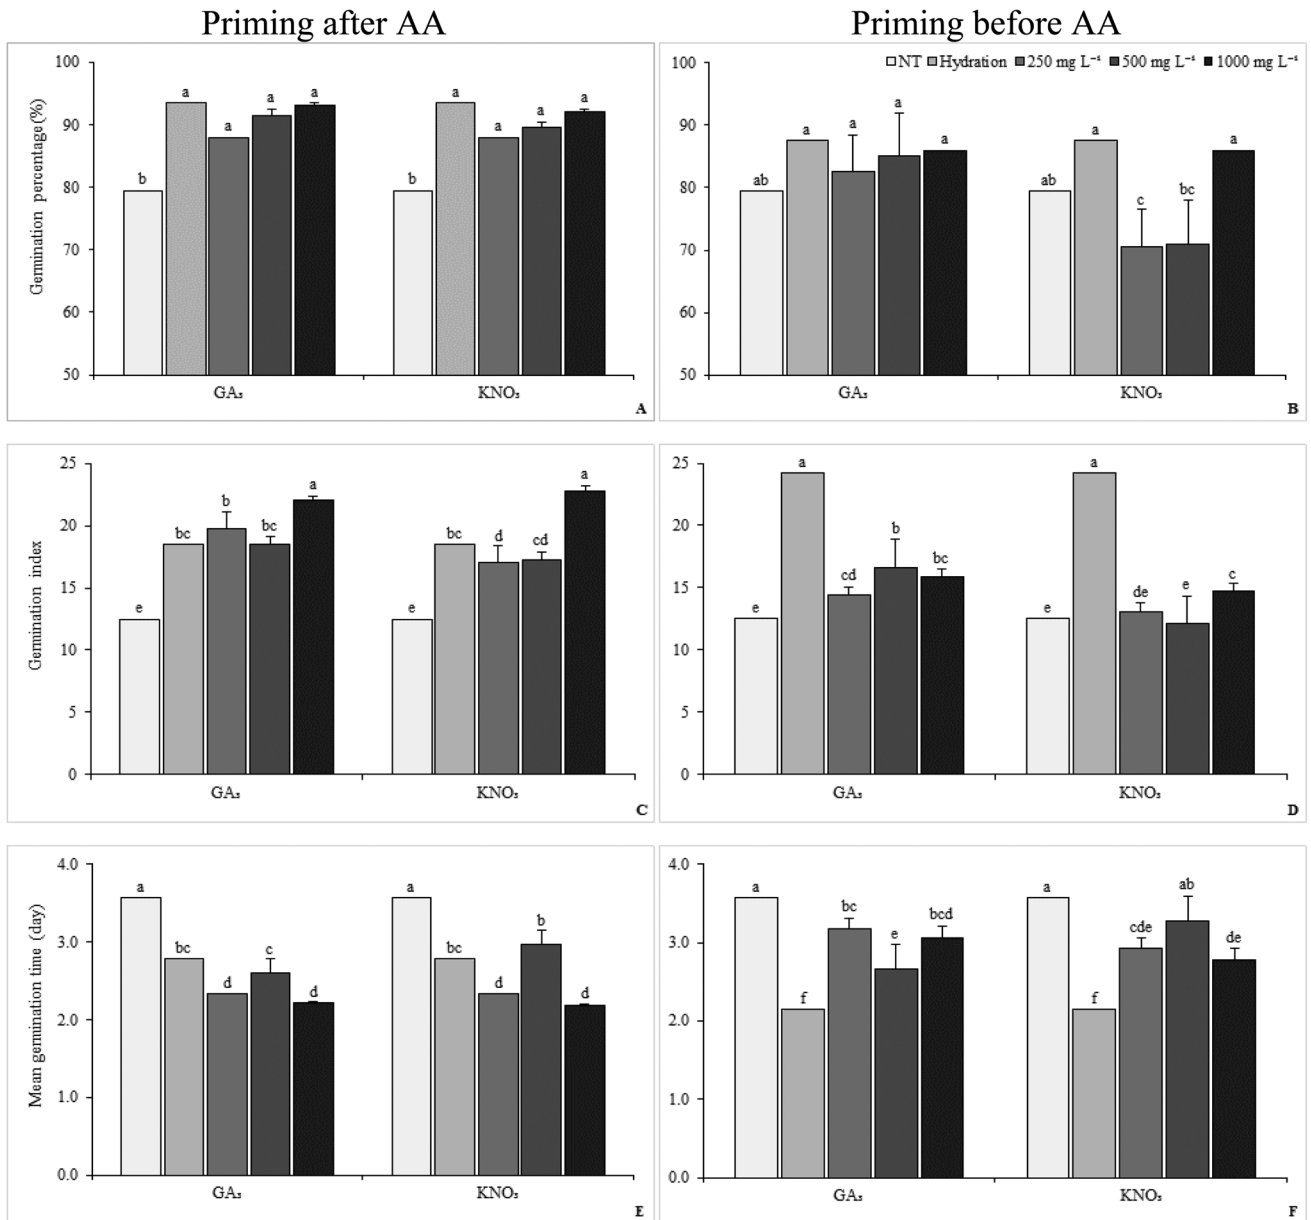 Priming after AA
Priming before AA
Germination percentage (%)
100
90
80
70
60
50
b a a a a
b a a a a
GA₃ KNO₃
A
NT Hydration 250 mg L⁻¹ 500 mg L⁻¹ 1000 mg L⁻¹
100
90
80
70
60
50
ab a a a a
ab a c bc a
GA₃ KNO₃
B
Germination index
25
20
15
10
5
0
e bc b bc a
e bc d cd a
GA₃ KNO₃
C
25
20
15
10
5
0
e a cd b bc
e a de e c
GA₃ KNO₃
D
Mean germination time (day)
4.0
3.0
2.0
1.0
0.0
a bc d c d
a bc d b d
GA₃ KNO₃
E
4.0
3.0
2.0
1.0
0.0
a f bc e bcd
a f cde ab de
GA₃ KNO₃
F